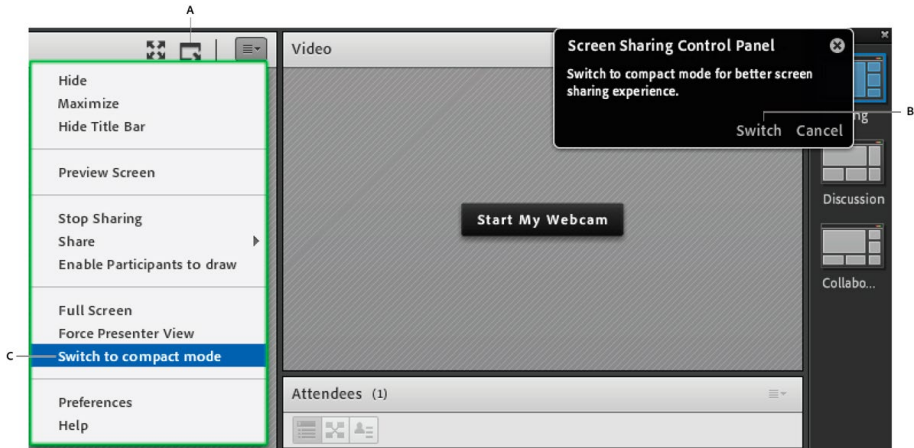 A
Video
Hide
Maximize
Hide Title Bar
Preview Screen
Stop Sharing
Share
Enable Participants to draw
Full Screen
Force Presenter View
C
Switch to compact mode
Preferences
Help
Screen Sharing Control Panel
Switch to compact mode for better screen
sharing experience.
Switch Cancel
B
Start My Webcam
Attendees (1)
ng
Discussion
Collabo...